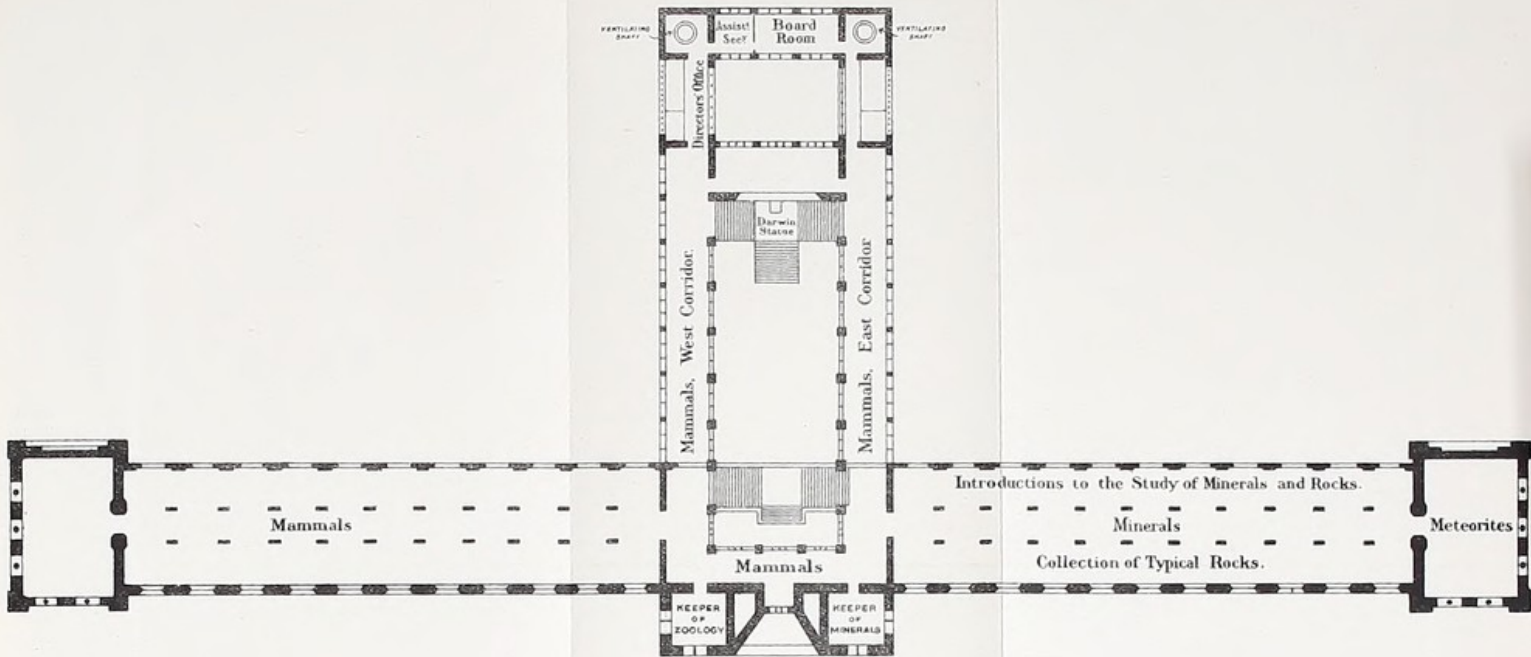 VENTILATING
SHAFT
Assist.t
Sec.y
Board
Room
VENTILATING
SHAFT
Directors' Office
Darwin
Statue
Mammals, West Corridor.
Mammals, East Corridor
Introductions to the Study of Minerals and Rocks.
Mammals
Minerals
Meteorites
Collection of Typical Rocks.
Mammals
KEEPER
OF
ZOOLOGY
KEEPER
OF
MINERALS